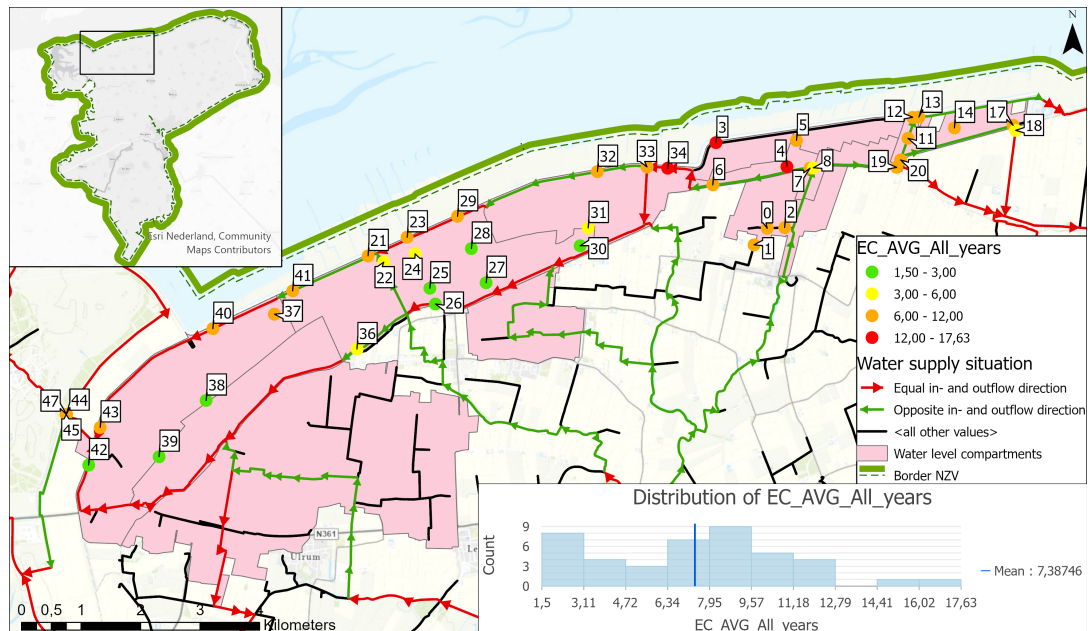 Esri Nederland, Community
Maps Contributors
N
3
5
12
13
14
17
18
11
19
20
4
8
7
6
32
33
34
0
2
1
29
23
21
22
24
28
31
30
25
27
26
41
40
37
36
38
39
47
44
45
43
42
N361
Ulrum
Le
EC_AVG_All_years
1,50 - 3,00
3,00 - 6,00
6,00 - 12,00
12,00 - 17,63
Water supply situation
Equal in- and outflow direction
Opposite in- and outflow direction
<all other values>
Water level compartments
Border NZV
Distribution of EC_AVG_All_years
Count
9
6
3
0
1,5
3,11
4,72
6,34
7,95
9,57
11,18
12,79
14,41
16,02
17,63
EC_AVG_All_years
Mean : 7,38746
0
0,5
1
2
3
4
Kilometers